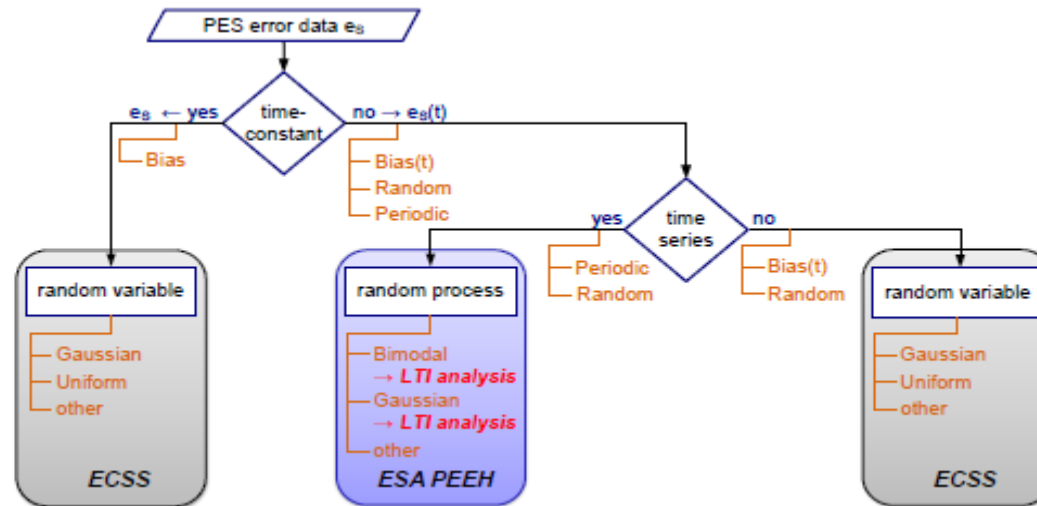 PES error data eS
time-
constant
eS ← yes
no → eS(t)
Bias
Bias(t)
Random
Periodic
time
series
yes
no
Periodic
Random
Bias(t)
Random
random variable
Gaussian
Uniform
other
ECSS
random process
Bimodal
→ LTI analysis
Gaussian
→ LTI analysis
other
ESA PEEH
random variable
Gaussian
Uniform
other
ECSS